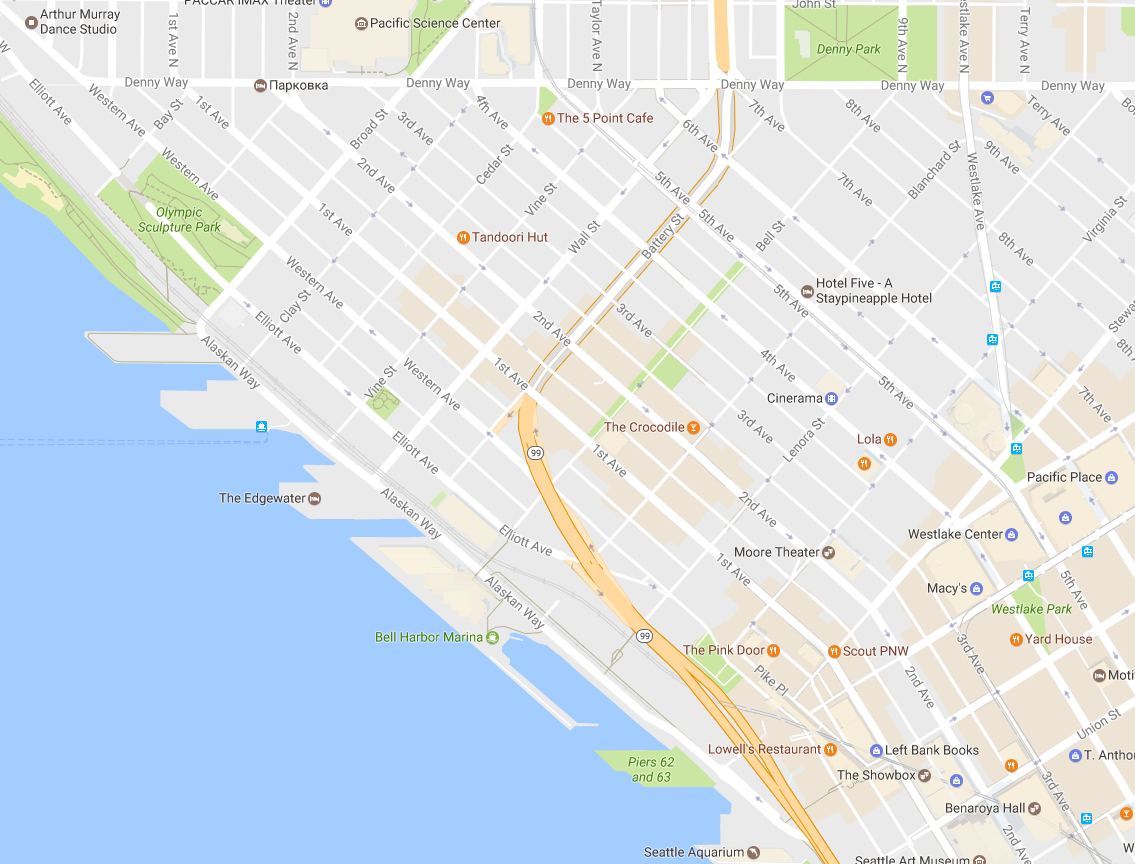 PACCAR IMAX Theater
John St
Arthur Murray
Dance Studio
1st Ave N
2nd Ave N
Pacific Science Center
Taylor Ave N
Denny Park
9th Ave N
Westlake Ave N
Terry Ave N
W
Elliott Ave
Denny Way
Парковка
Denny Way
Denny Way
Denny Way
Denny Way
Western Ave
Bay St
1st Ave
Broad St
3rd Ave
4th Ave
The 5 Point Cafe
6th Ave
7th Ave
8th Ave
Terry Ave
Bo
Western Ave
2nd Ave
Cedar St
5th Ave
7th Ave
Blanchard St
9th Ave
Westlake Ave
Virginia St
Olympic
Sculpture Park
1st Ave
Vine St
Wall St
Battery St
5th Ave
Bell St
8th Ave
Tandoori Hut
Western Ave
Clay St
Hotel Five - A
Staypineapple Hotel
5th Ave
Stewa
Elliott Ave
2nd Ave
3rd Ave
8th
Alaskan Way
Vine St
Western Ave
1st Ave
4th Ave
5th Ave
7th Ave
Cinerama
The Crocodile
3rd Ave
Lenora St
Lola
Elliott Ave
99
1st Ave
Pacific Place
The Edgewater
Alaskan Way
2nd Ave
Elliott Ave
Moore Theater
Westlake Center
1st Ave
Alaskan Way
Macy's
5th Ave
Westlake Park
Bell Harbor Marina
99
The Pink Door
Scout PNW
Yard House
3rd Ave
Pike Pl
2nd Ave
Moti
Union St
Lowell's Restaurant
Left Bank Books
T. Antho
Piers 62
and 63
The Showbox
3rd Ave
Benaroya Hall
2nd Ave
W
Seattle Aquarium
Seattle Art Museum